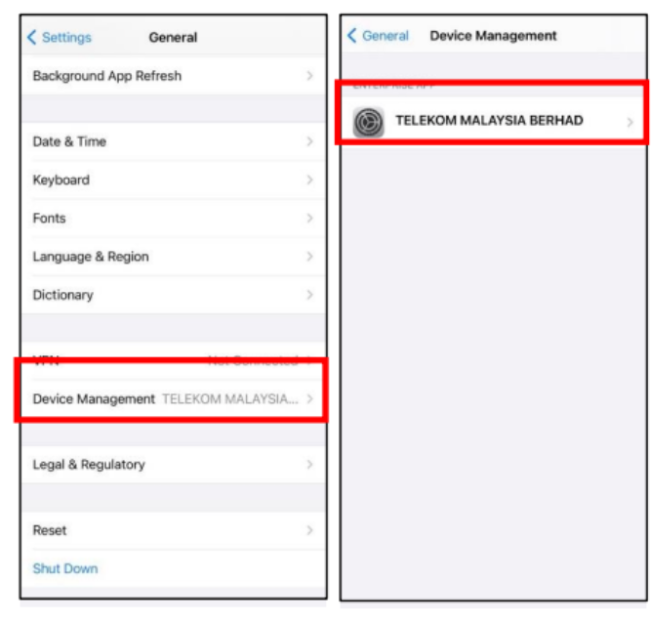 Settings General
Background App Refresh
Date & Time
Keyboard
Fonts
Language & Region
Dictionary
VPN Not Connected
Device Management TELEKOM MALAYSIA...
Legal & Regulatory
Reset
Shut Down
General Device Management
ENTERPRISE APP
TELEKOM MALAYSIA BERHAD